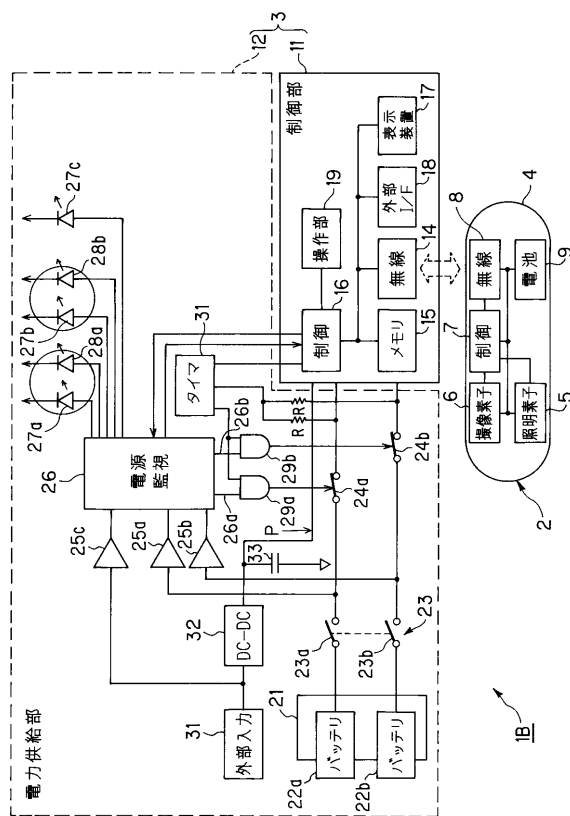 3
12
11
電力供給部
27c
28b
27b
28a
27a
26
電源
監視
25c
25a
25b
26b
26a
タイマ
31
29b
29a
R
R
24b
24a
P
33
32
DC-DC
31
外部入力
23
23a
23b
21
22a
バッテリ
22b
バッテリ
制御部
表示
装置
17
外部
I/F
18
操作部
19
無線
14
制御
16
メモリ
15
4
8
無線
電池
9
7
制御
6
撮像素子
照明素子
5
2
1B